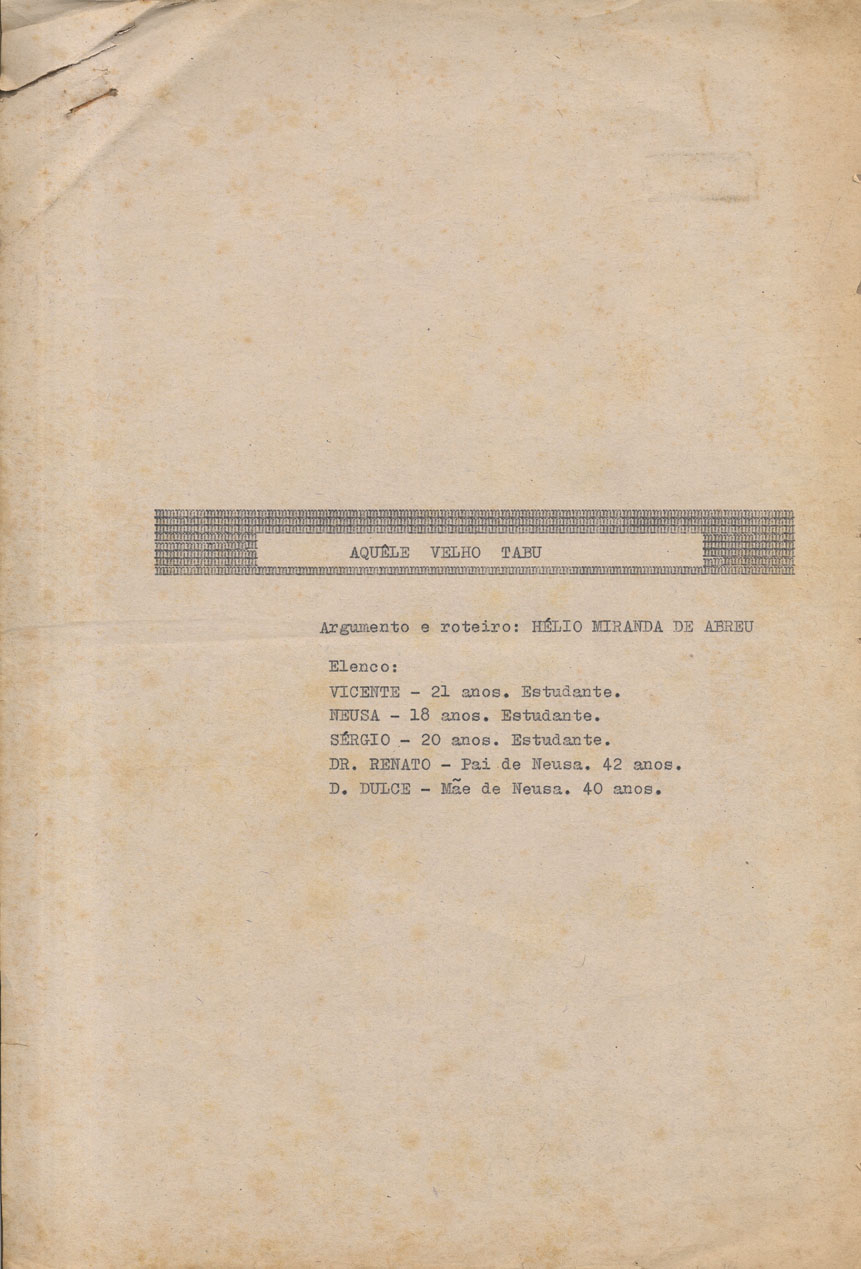 AQUÊLE VELHO TABU
Argumento e roteiro: HÉLIO MIRANDA DE ABREU
Elenco:
VICENTE - 21 anos. Estudante.
NEUSA - 18 anos. Estudante.
SÉRGIO - 20 anos. Estudante.
DR. RENATO - Pai de Neusa. 42 anos.
D. DULCE - Mãe de Neusa. 40 anos.